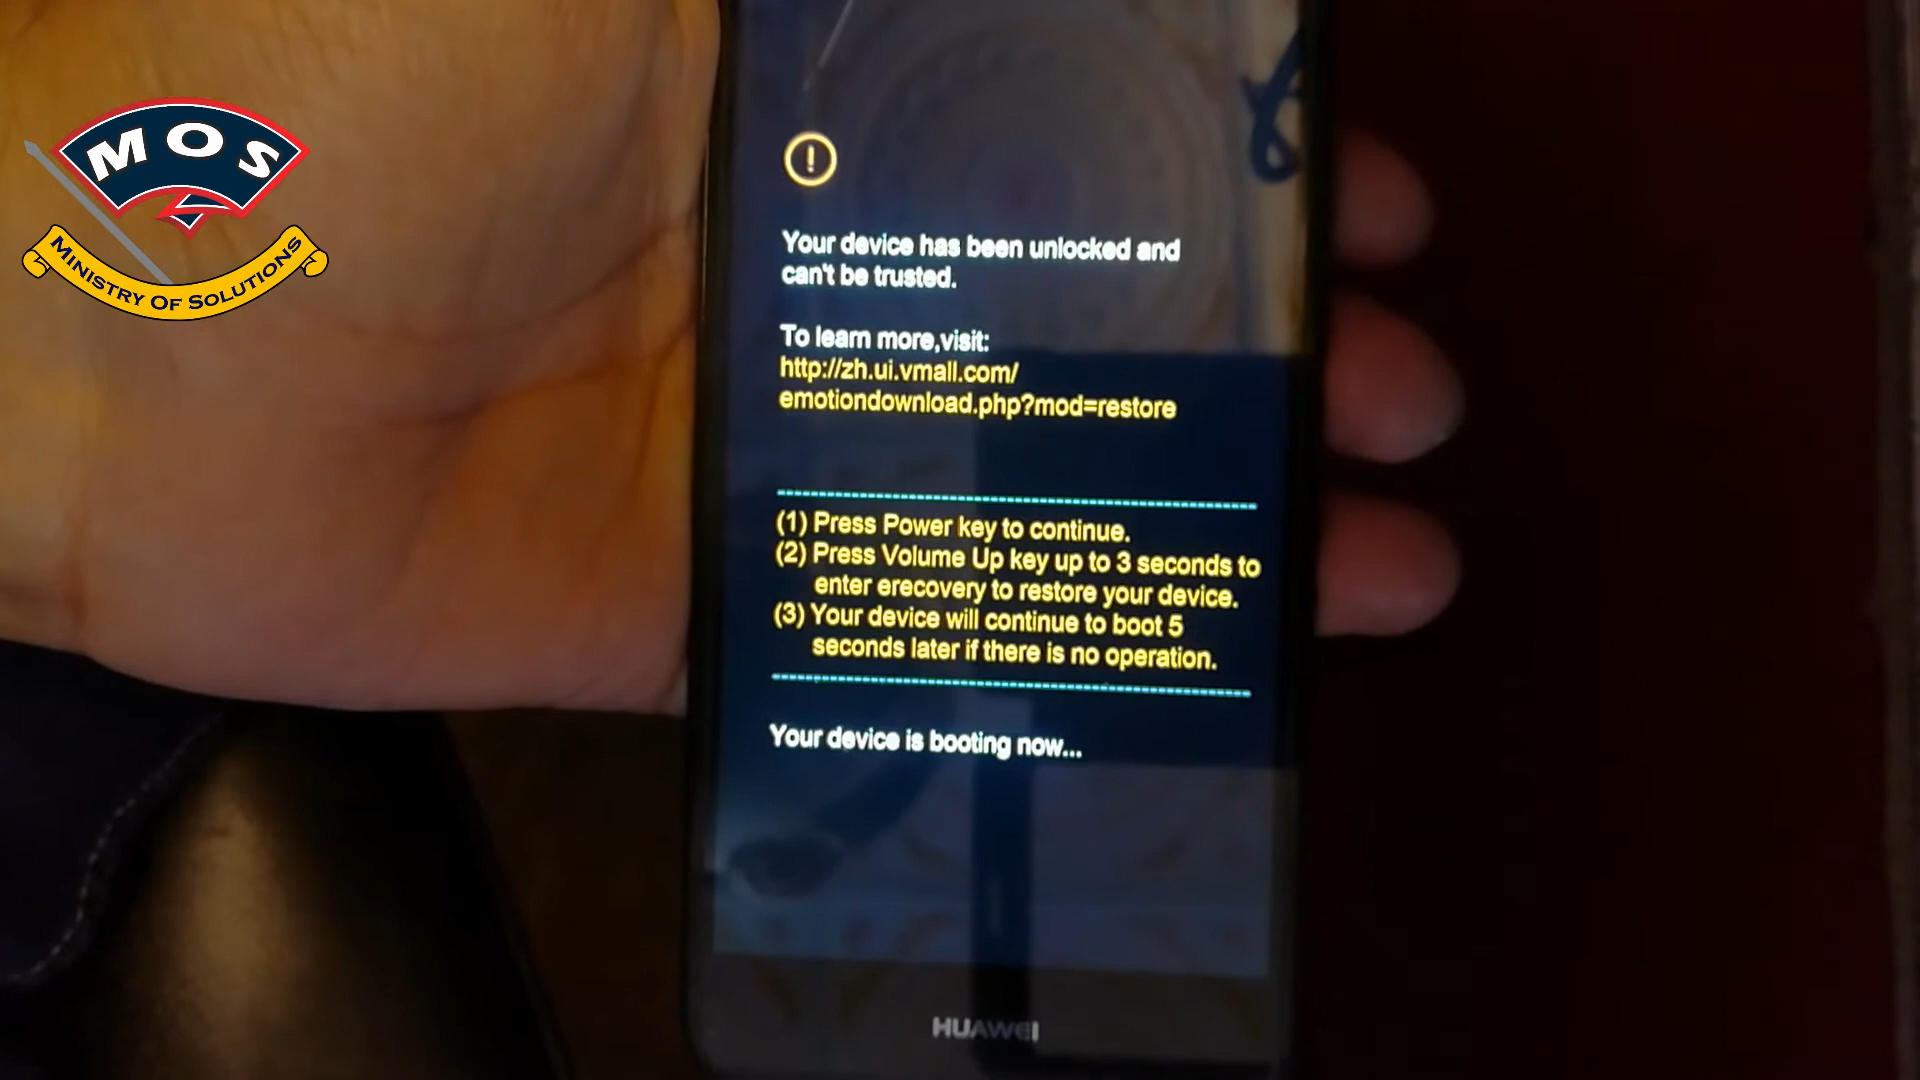 MOS
MINISTRY OF SOLUTIONS
Your device has been unlocked and
can't be trusted.
To learn more,visit:
http://zh.ui.vmall.com/
emotiondownload.php?mod=restore
(1) Press Power key to continue.
(2) Press Volume Up key up to 3 seconds to
enter erecovery to restore your device.
(3) Your device will continue to boot 5
seconds later if there is no operation.
Your device is booting now...
HUAWEI